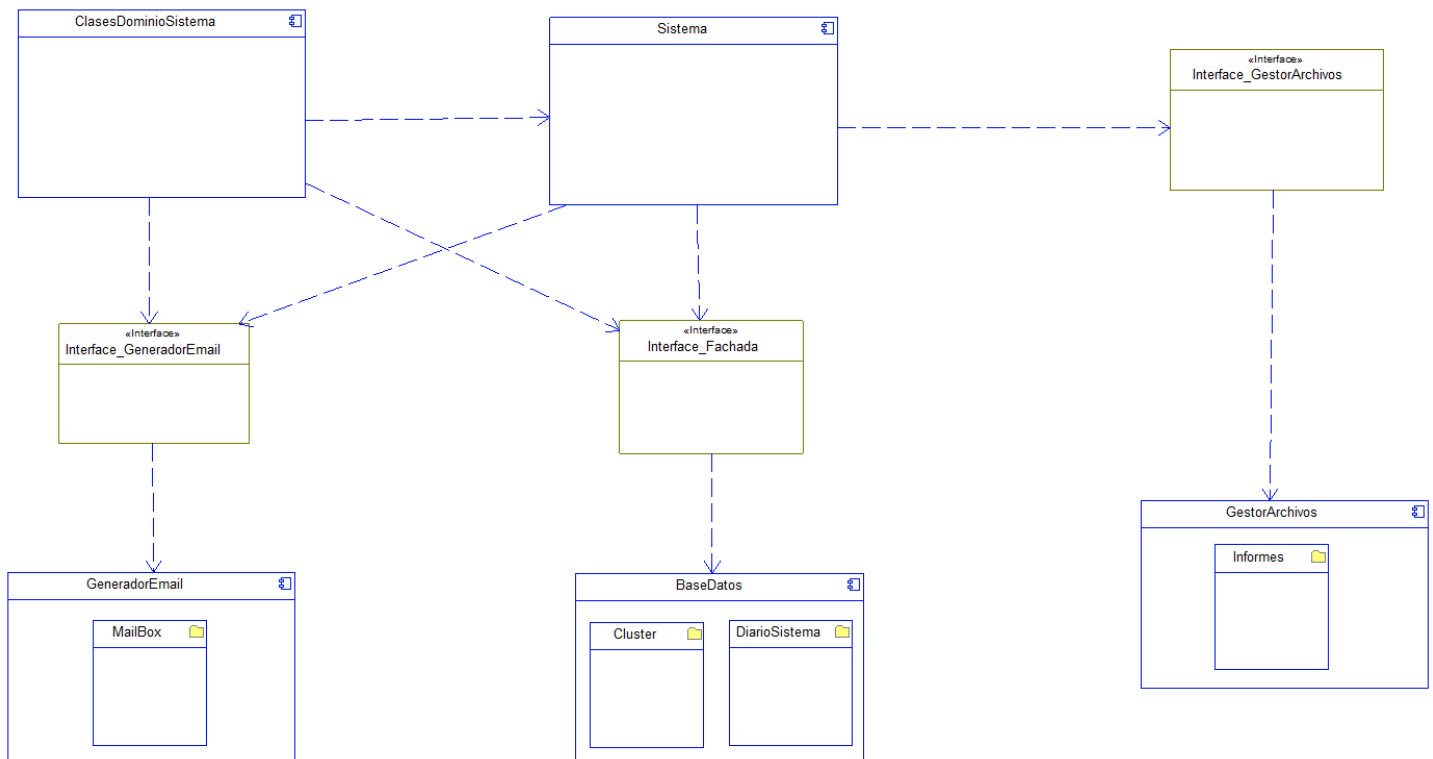 ClasesDominioSistema
Sistema
«Interface»
Interface_GestorArchivos
«Interface»
Interface_GeneradorEmail
«Interface»
Interface_Fachada
GestorArchivos
Informes
GeneradorEmail
MailBox
BaseDatos
Cluster
DiarioSistema